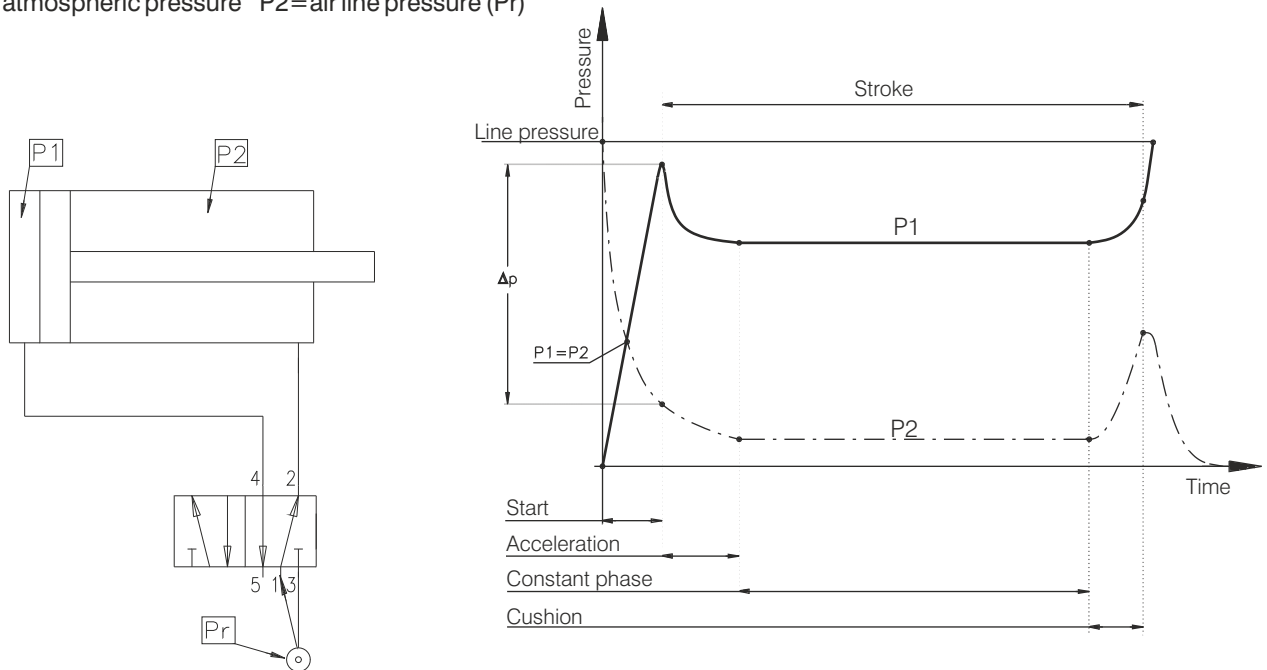 atmospheric pressure P2=air line pressure (Pr)
Pressure
Stroke
Line pressure
P1
P2
P1
Δp
P1=P2
P2
4 2
Time
Start
Acceleration
5 1 3
Constant phase
Cushion
Pr